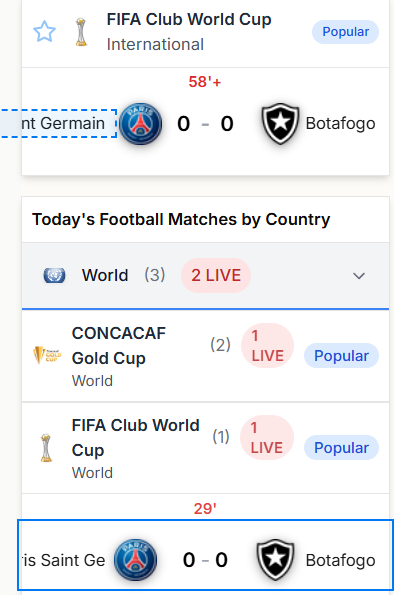 FIFA Club World Cup
Popular
International
58'+
nt Germain 0 - 0 Botafogo
Today's Football Matches by Country
World (3) 2 LIVE
CONCACAF
Gold Cup
(2) 1
LIVE
Popular
World
FIFA Club World
Cup
(1) 1
LIVE
Popular
World
29'
ris Saint Ge 0 - 0 Botafogo